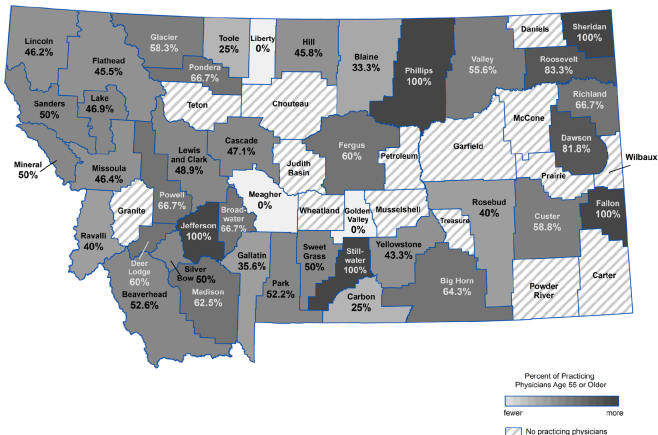 Lincoln
46.2%
Flathead
45.5%
Glacier
58.3%
Toole
25%
Liberty
0%
Hill
45.8%
Blaine
33.3%
Phillips
100%
Valley
55.6%
Daniels
Sheridan
100%
Roosevelt
83.3%
Pondera
66.7%
Teton
Chouteau
Sanders
50%
Lake
46.9%
Richland
66.7%
McCone
Dawson
81.8%
Garfield
Petroleum
Fergus
60%
Judith
Basin
Cascade
47.1%
Lewis
and Clark
48.9%
Mineral
50%
Missoula
46.4%
Wilbaux
Prairie
Powell
66.7%
Granite
Ravalli
40%
Meagher
0%
Broad-
water
66.7%
Jefferson
100%
Wheatland
Golden
Valley
0%
Musselshell
Treasure
Rosebud
40%
Custer
58.8%
Fallon
100%
Deer
Lodge
60%
Silver
Bow 50%
Gallatin
35.6%
Park
52.2%
Sweet
Grass
50%
Still-
water
100%
Yellowstone
43.3%
Big Horn
64.3%
Carbon
25%
Powder
River
Carter
Beaverhead
52.6%
Madison
62.5%
Percent of Practicing
Physicians Age 55 or Older
fewer more
No practicing physicians